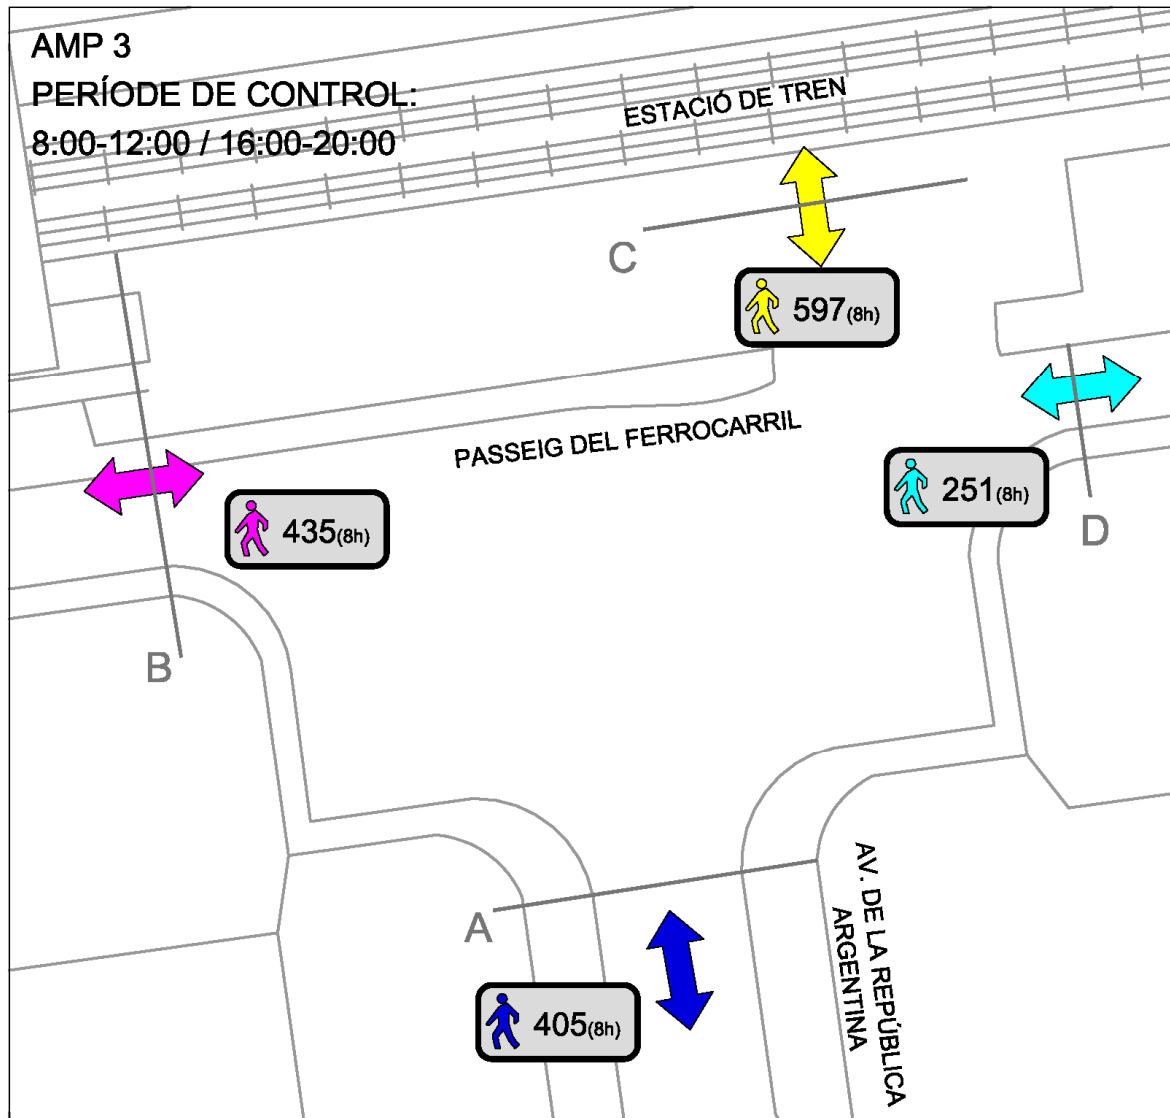 AMP 3
PERÍODE DE CONTROL:
8:00-12:00 / 16:00-20:00
ESTACIÓ DE TREN
C
597(8h)
PASSEIG DEL FERROCARRIL
251(8h)
D
435(8h)
B
A
405(8h)
AV. DE LA REPÚBLICA
ARGENTINA